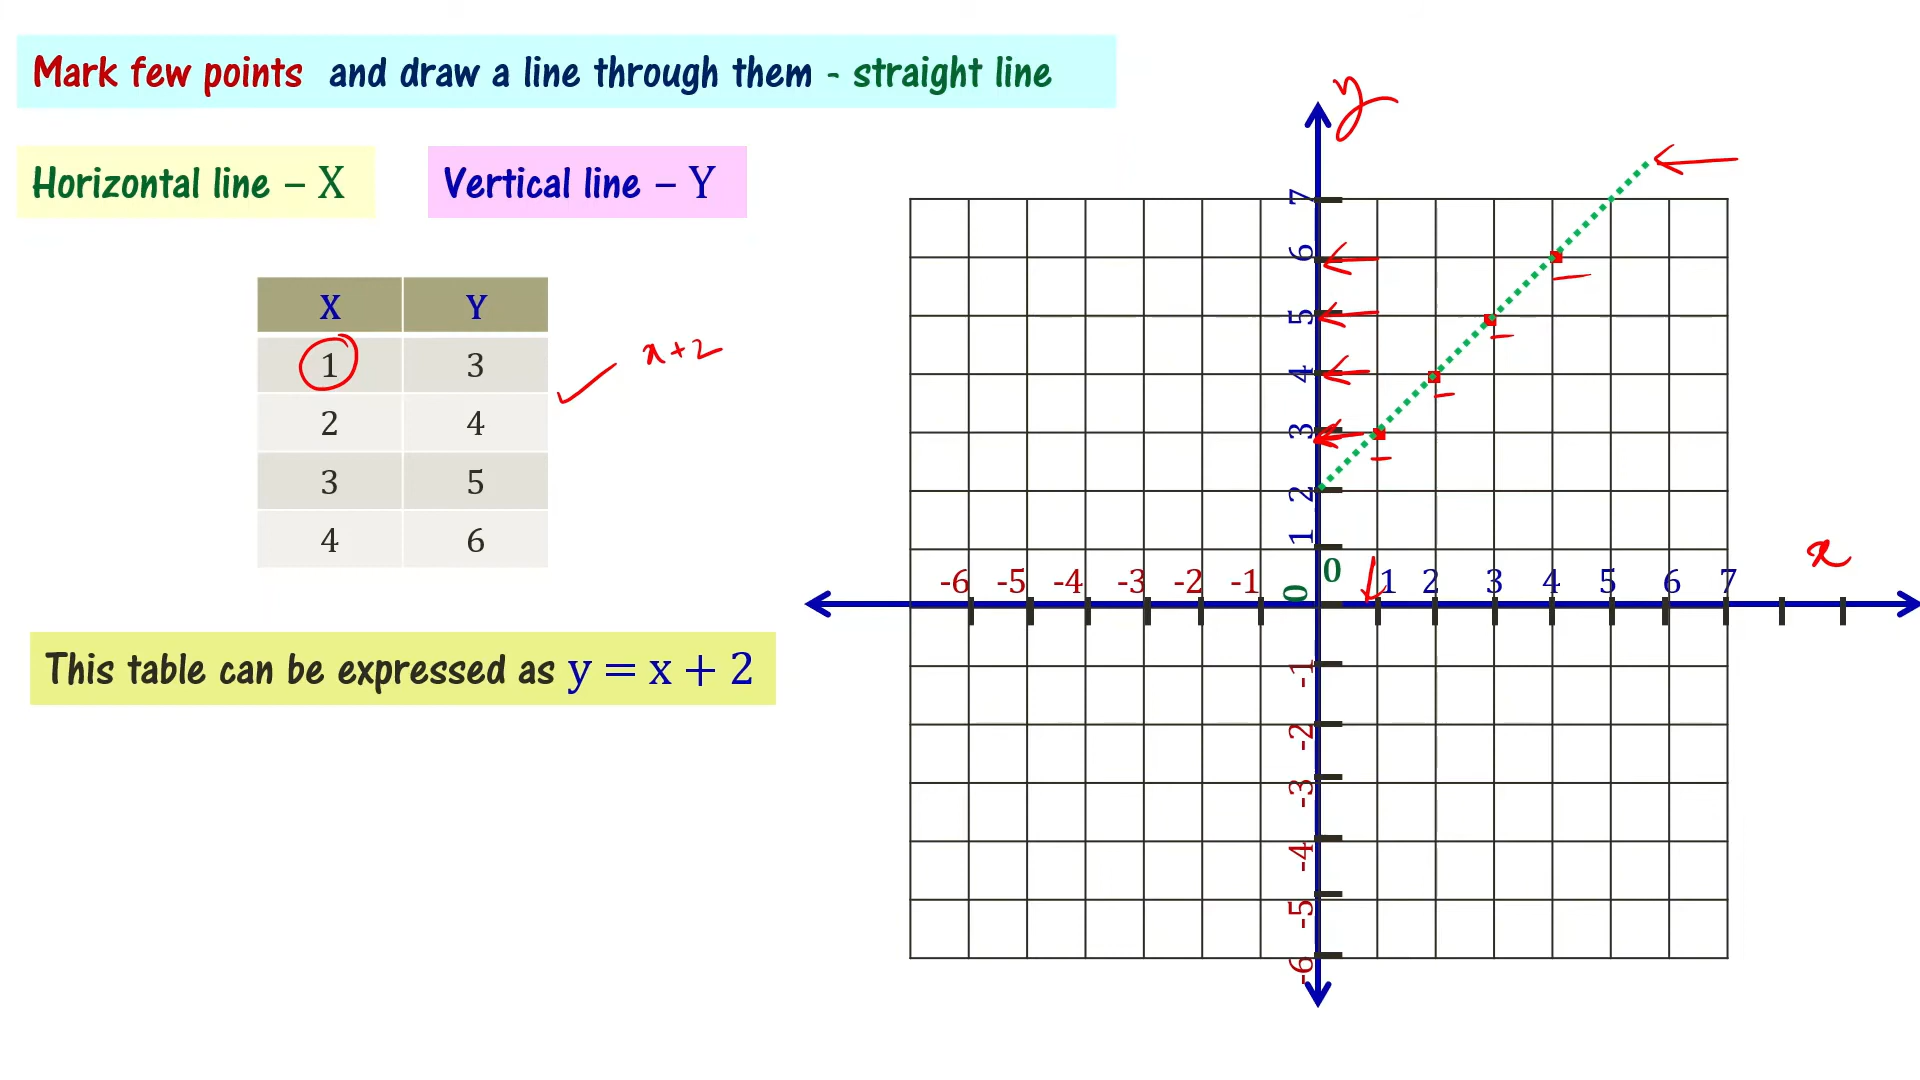 Mark few points and draw a line through them - straight line
Horizontal line – X
Vertical line – Y
X Y
1 3
2 4
3 5
4 6
x+2
This table can be expressed as y = x + 2
y
7
6
5
4
3
2
1
0
-6 -5 -4 -3 -2 -1 0 1 2 3 4 5 6 7
x
-1
-2
-3
-4
-5
-6